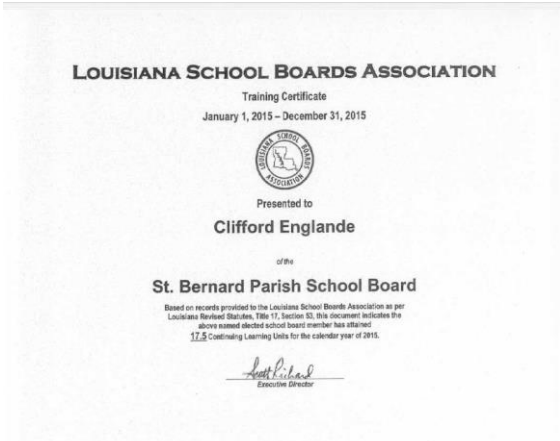 LOUISIANA SCHOOL BOARDS ASSOCIATION
Training Certificate
January 1, 2015 – December 31, 2015
LOUISIANA SCHOOL BOARDS
ASSOCIATION
Presented to
Clifford Englande
of the
St. Bernard Parish School Board
Based on records provided to the Louisiana School Boards Association as per
Louisiana Revised Statutes, Title 17, Section 53, this document indicates the
above named elected school board member has attained
17.5 Continuing Learning Units for the calendar year of 2015.
Scott Richard
Executive Director